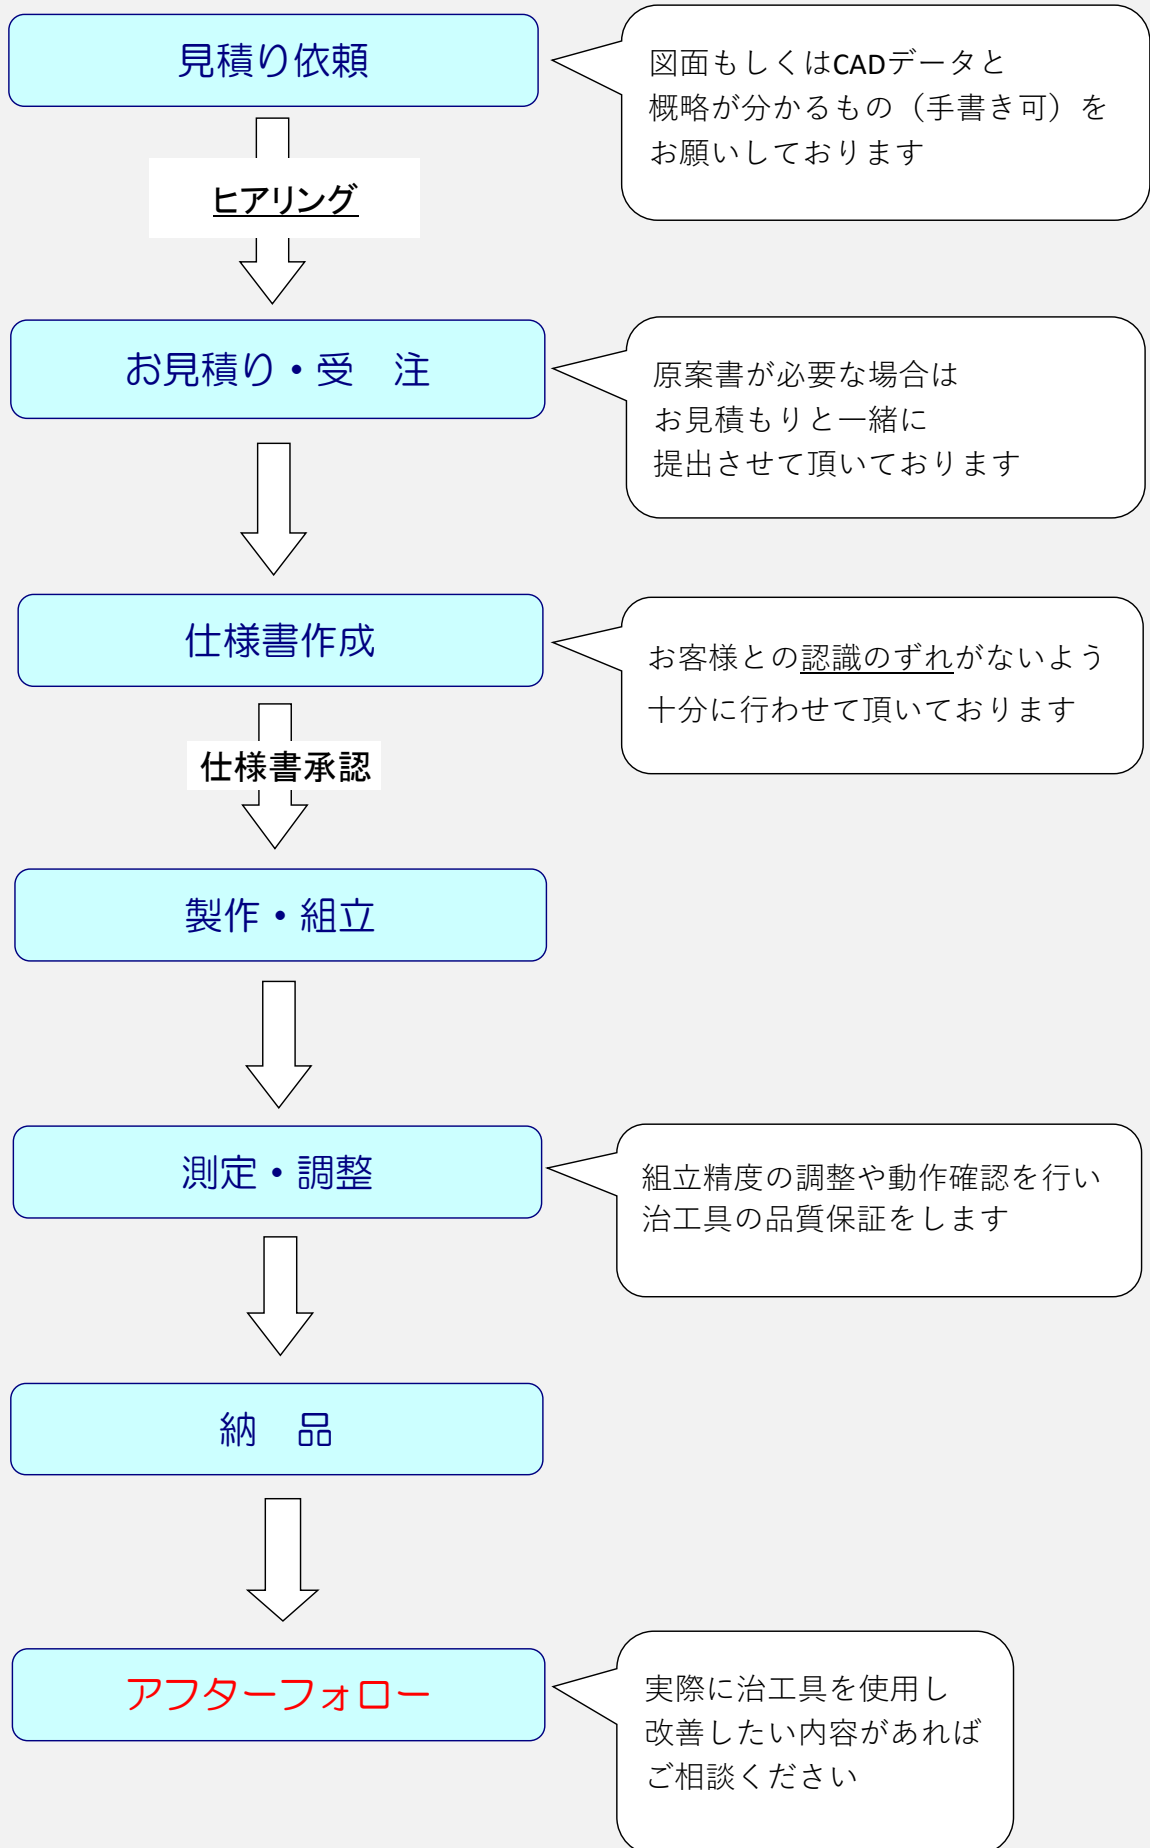 見積り依頼
図面もしくはCADデータと
概略が分かるもの（手書き可）を
お願いしております
ヒアリング
お見積り・受　注
原案書が必要な場合は
お見積もりと一緒に
提出させて頂いております
仕様書作成
お客様との認識のずれがないよう
十分に行わせて頂いております
仕様書承認
製作・組立
測定・調整
組立精度の調整や動作確認を行い
治工具の品質保証をします
納　品
アフターフォロー
実際に治工具を使用し
改善したい内容があれば
ご相談ください